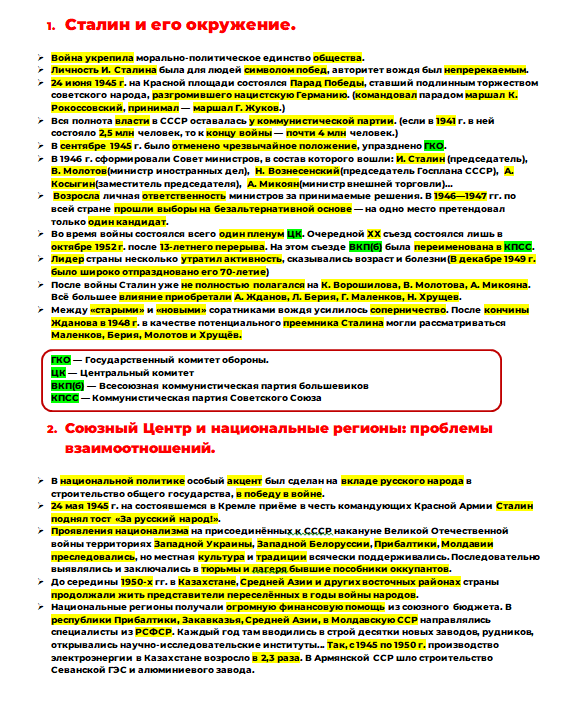 1. Сталин и его окружение.
➢ Война укрепила морально-политическое единство общества.
➢ Личность И. Сталина была для людей символом побед, авторитет вождя был непререкаемым.
➢ 24 июня 1945 г. на Красной площади состоялся Парад Победы, ставший подлинным торжеством
советского народа, разгромившего нацистскую Германию. (командовал парадом маршал К.
Рокоссовский, принимал — маршал Г. Жуков.)
➢ Вся полнота власти в СССР оставалась у коммунистической партии. (если в 1941 г. в ней
состояло 2,5 млн человек, то к концу войны — почти 4 млн человек.)
➢ В сентябре 1945 г. было отменено чрезвычайное положение, упразднено ГКО.
➢ В 1946 г. сформировали Совет министров, в состав которого вошли: И. Сталин (председатель),
В. Молотов(министр иностранных дел), Н. Вознесенский(председатель Госплана СССР), А.
Косыгин(заместитель председателя), А. Микоян(министр внешней торговли)...
➢ Возросла личная ответственность министров за принимаемые решения. В 1946—1947 гг. по
всей стране прошли выборы на безальтернативной основе — на одно место претендовал
только один кандидат.
➢ Во время войны состоялся всего один пленум ЦК. Очередной XX съезд состоялся лишь в
октябре 1952 г. после 13-летнего перерыва. На этом съезде ВКП(б) была переименована в КПСС.
➢ Лидер страны несколько утратил активность, сказывались возраст и болезни(В декабре 1949 г.
было широко отпраздновано его 70-летие)
➢ После войны Сталин уже не полностью полагался на К. Ворошилова, В. Молотова, А. Микояна.
Всё большее влияние приобретали А. Жданов, Л. Берия, Г. Маленков, Н. Хрущев.
➢ Между «старыми» и «новыми» соратниками вождя усилилось соперничество. После кончины
Жданова в 1948 г. в качестве потенциального преемника Сталина могли рассматриваться
Маленков, Берия, Молотов и Хрущёв.
ГКО — Государственный комитет обороны.
ЦК — Центральный комитет
ВКП(б) — Всесоюзная коммунистическая партия большевиков
КПСС — Коммунистическая партия Советского Союза
2. Союзный Центр и национальные регионы: проблемы
взаимоотношений.
➢ В национальной политике особый акцент был сделан на вкладе русского народа в
строительство общего государства, в победу в войне.
➢ 24 мая 1945 г. на состоявшемся в Кремле приёме в честь командующих Красной Армии Сталин
поднял тост «За русский народ!».
➢ Проявления национализма на присоединённых к СССР накануне Великой Отечественной
войны территориях Западной Украины, Западной Белоруссии, Прибалтики, Молдавии
преследовались, но местная культура и традиции всячески поддерживались. Последовательно
выявлялись и заключались в тюрьмы и лагеря бывшие пособники оккупантов.
➢ До середины 1950-х гг. в Казахстане, Средней Азии и других восточных районах страны
продолжали жить представители переселённых в годы войны народов.
➢ Национальные регионы получали огромную финансовую помощь из союзного бюджета. В
республики Прибалтики, Закавказья, Средней Азии, в Молдавскую ССР направлялись
специалисты из РСФСР. Каждый год там вводились в строй десятки новых заводов, рудников,
открывались научно-исследовательские институты... Так, с 1945 по 1950 г. производство
электроэнергии в Казахстане возросло в 2,3 раза. В Армянской ССР шло строительство
Севанской ГЭС и алюминиевого завода.